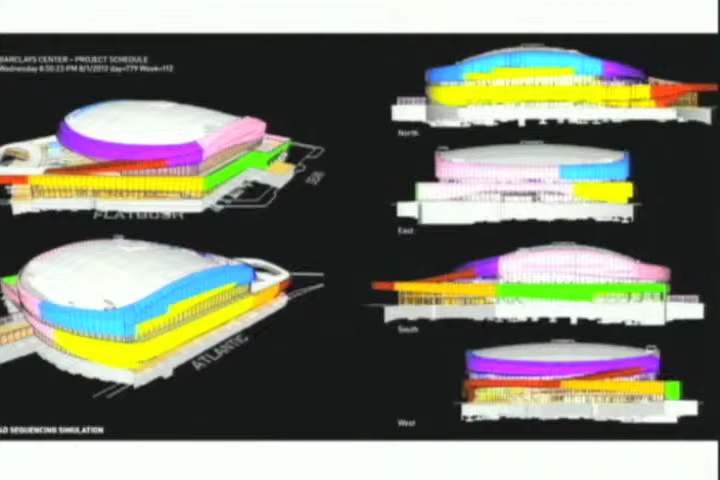 BARCLAYS CENTER - PROJECT SCHEDULE
Wednesday 8:50:23 PM 8/1/2012 day=779 Week=112
FLATBUSH
ATLANTIC
North
East
South
West
4D SEQUENCING SIMULATION